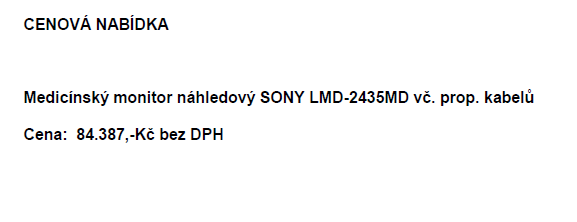 CENOVÁ NABÍDKA
Medicínský monitor náhledový SONY LMD-2435MD vč. prop. kabelů
Cena:  84.387,-Kč bez DPH